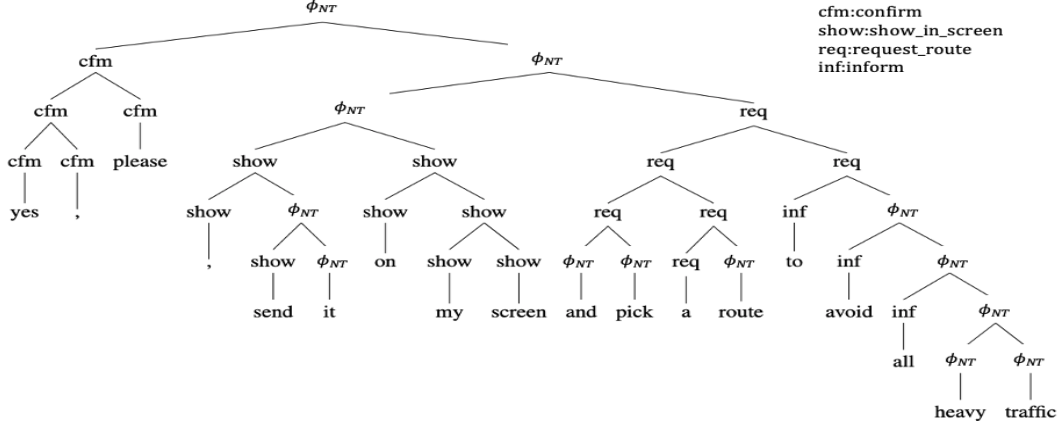 ϕNT
cfm:confirm
show:show_in_screen
req:request_route
inf:inform
cfm ϕNT
cfm cfm ϕNT req
cfm cfm please show show req req
yes , show ϕNT show show req req inf ϕNT
, show ϕNT on show show ϕNT ϕNT req ϕNT to inf ϕNT
send it my screen and pick a route avoid inf ϕNT
all ϕNT ϕNT
heavy traffic